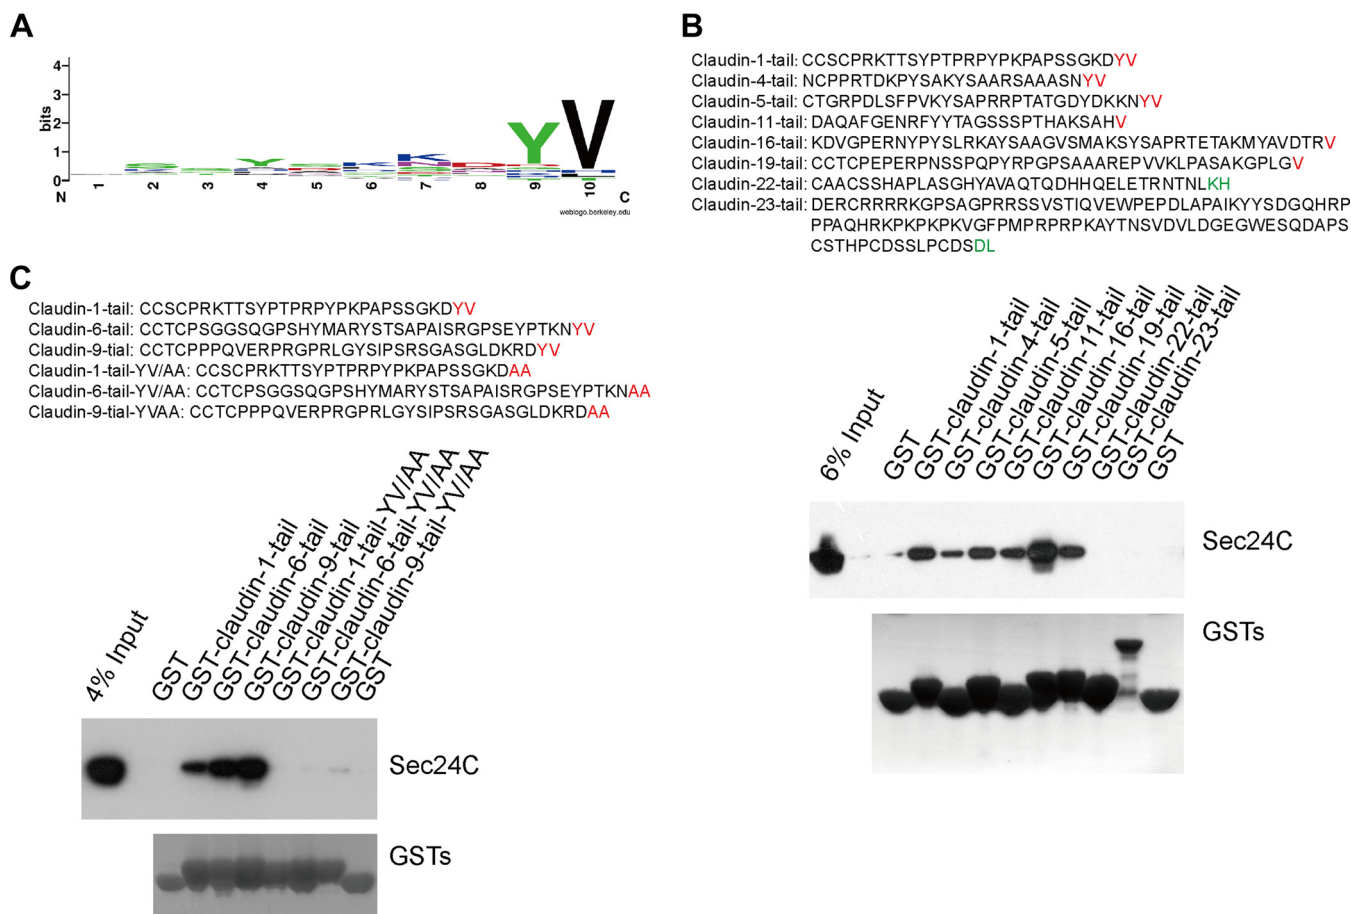 A
4
3
2
1
0
bits
Y V
N
1 2 3 4 5 6 7 8 9 10
C
weblogo.berkeley.edu
B
Claudin-1-tail: CCSCPRKTTSYPTPRPYPKPAPSSGKDYV
Claudin-4-tail: NCPPRTDKPYSAKYSAARSAAASNYV
Claudin-5-tail: CTGRPDLSFPVKYSAPRRPTATGDYDKKNYV
Claudin-11-tail: DAQAFGENRFYYTAGSSSPTHAKSAHV
Claudin-16-tail: KDVGPERNYPYSLRKAYSAAGVSMAKSYSAPRTETAKMYAVDTRV
Claudin-19-tail: CCTCPEPERPNSSPQPYRPGPSAAAREPVVKLPASAKGPLGV
Claudin-22-tail: CAACSSHAPLASGHYAVAQTQDHHQELETRNTNLKH
Claudin-23-tail: DERCRRRRKGPSAGPRRSSVSTIQVEWPEPDLAPAIKYYSDGQHRP
PPAQHRKPKPKPKVGFPMPRPRPKAYTNSVDVLDGEGWESQDAPS
CSTHPCDSSLPCDSDL
6% Input
GST
GST-claudin-1-tail
GST-claudin-4-tail
GST-claudin-5-tail
GST-claudin-11-tail
GST-claudin-16-tail
GST-claudin-19-tail
GST-claudin-22-tail
GST-claudin-23-tail
GST
Sec24C
GSTs
C
Claudin-1-tail: CCSCPRKTTSYPTPRPYPKPAPSSGKDYV
Claudin-6-tail: CCTCPSGGSQGPSHYMARYSTSAPAISRGPSEYPTKNYV
Claudin-9-tial: CCTCPPPQVERPRGPRLGYSIPSRSGASGLDKRDYV
Claudin-1-tail-YV/AA: CCSCPRKTTSYPTPRPYPKPAPSSGKDAA
Claudin-6-tail-YV/AA: CCTCPSGGSQGPSHYMARYSTSAPAISRGPSEYPTKNAA
Claudin-9-tial-YVAA: CCTCPPPQVERPRGPRLGYSIPSRSGASGLDKRDAA
4% Input
GST
GST-claudin-1-tail
GST-claudin-6-tail
GST-claudin-9-tail
GST-claudin-1-tail-YV/AA
GST-claudin-6-tail-YV/AA
GST-claudin-9-tail-YV/AA
GST
Sec24C
GSTs